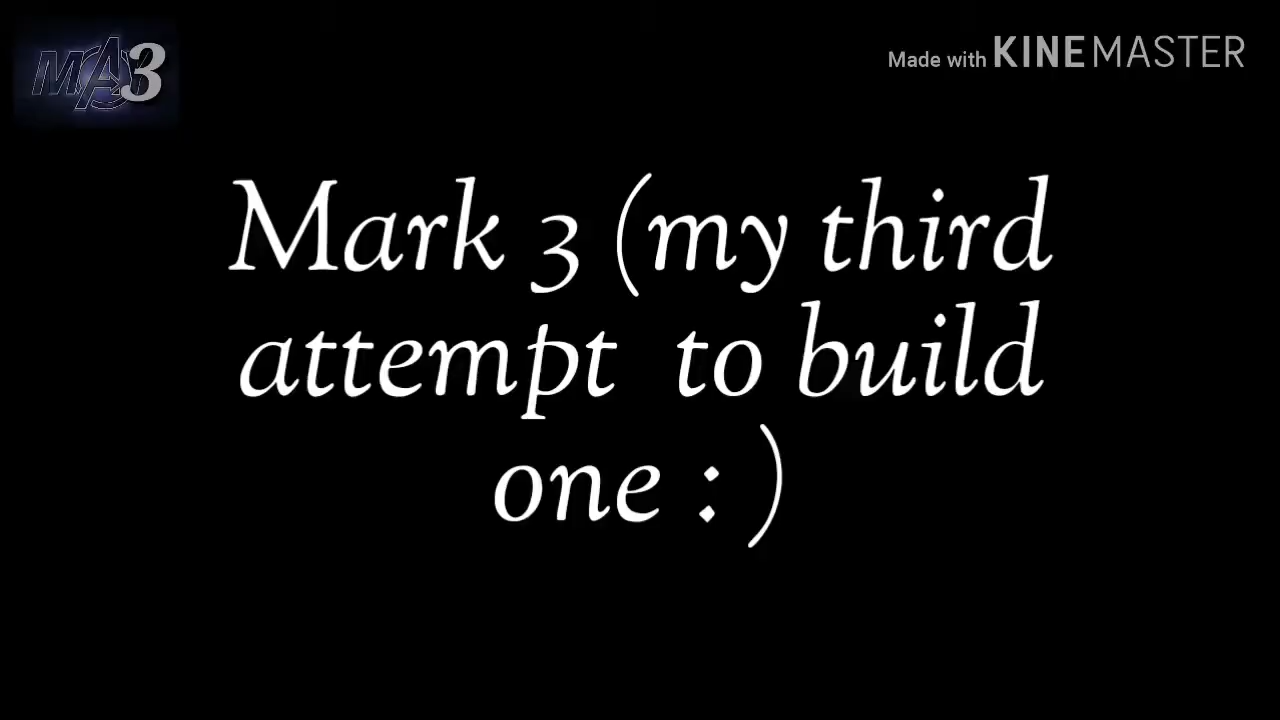 MA3
Made with KINEMASTER
Mark 3 (my third
attempt  to build
one : )